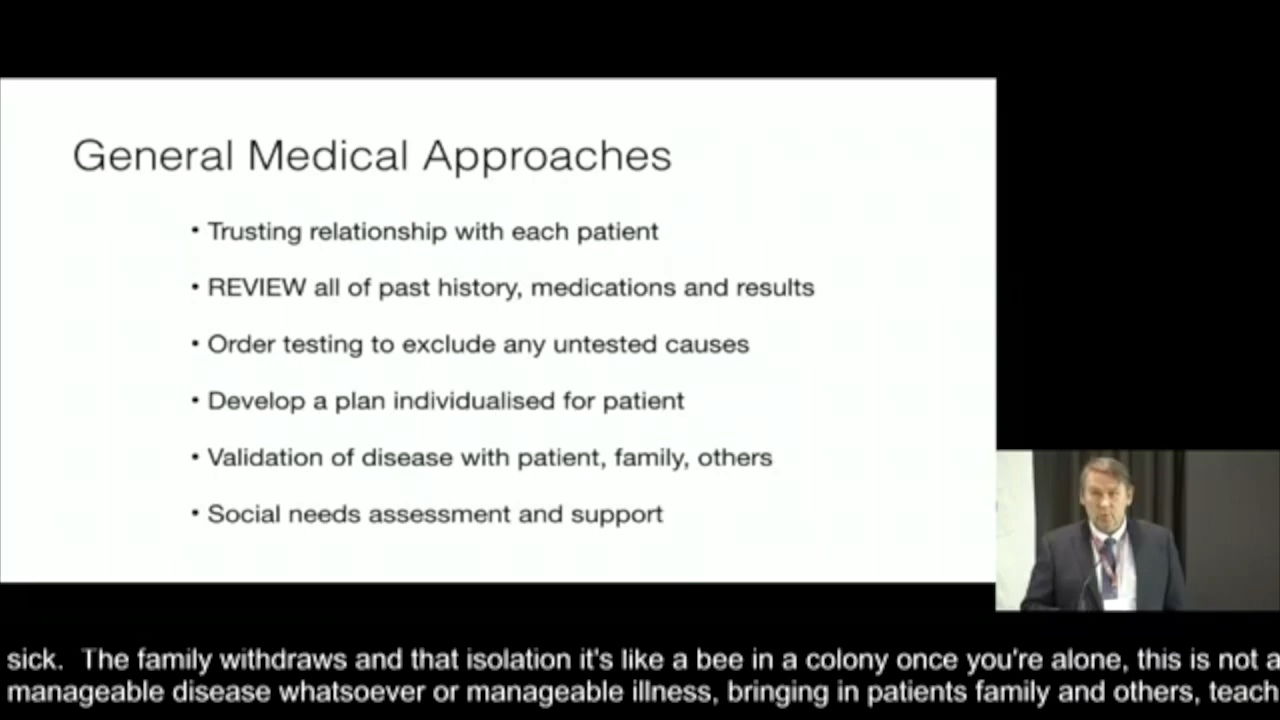 General Medical Approaches
• Trusting relationship with each patient
• REVIEW all of past history, medications and results
• Order testing to exclude any untested causes
• Develop a plan individualised for patient
• Validation of disease with patient, family, others
• Social needs assessment and support
sick.  The family withdraws and that isolation it's like a bee in a colony once you're alone, this is not a
manageable disease whatsoever or manageable illness, bringing in patients family and others, teach